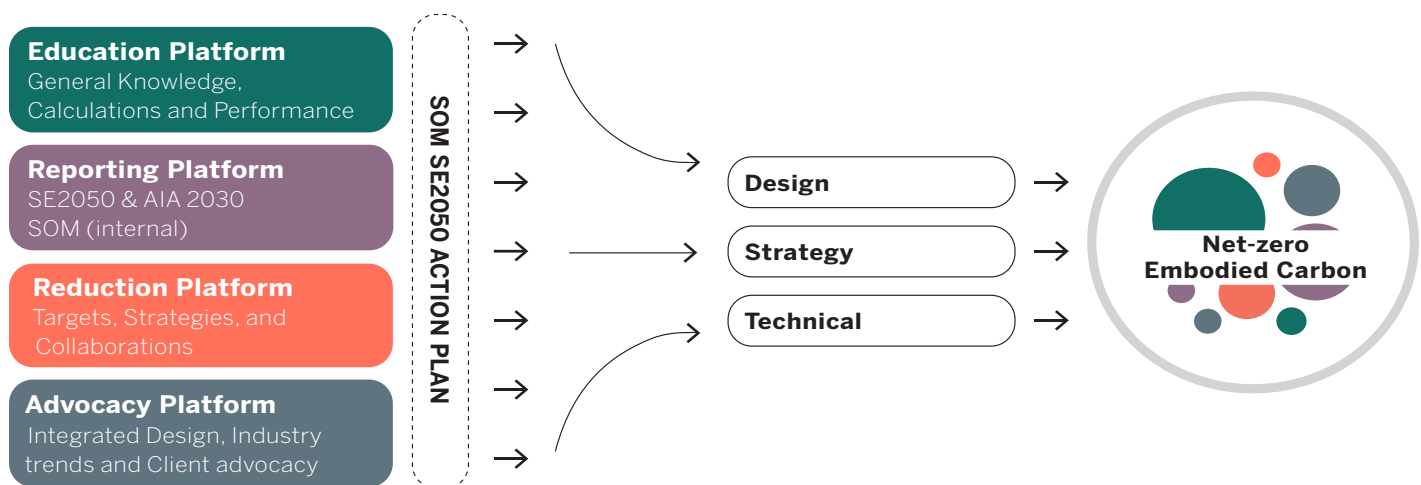 Education Platform
General Knowledge,
Calculations and Performance
Reporting Platform
SE2050 & AIA 2030
SOM (internal)
Reduction Platform
Targets, Strategies, and
Collaborations
Advocacy Platform
Integrated Design, Industry
trends and Client advocacy
SOM SE2050 ACTION PLAN
Design
Strategy
Technical
Net-zero
Embodied Carbon